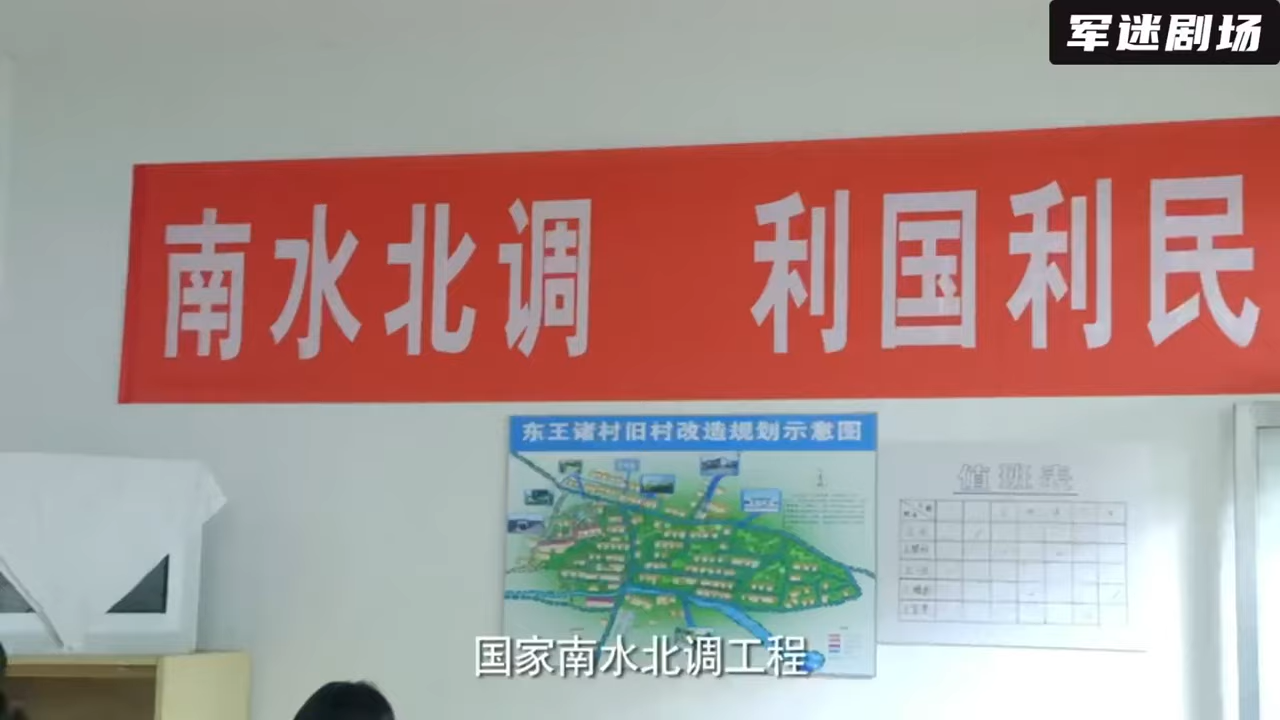 军迷剧场
南水北调 利国利民
东王诸村旧村改造规划示意图
值班表
国家南水北调工程